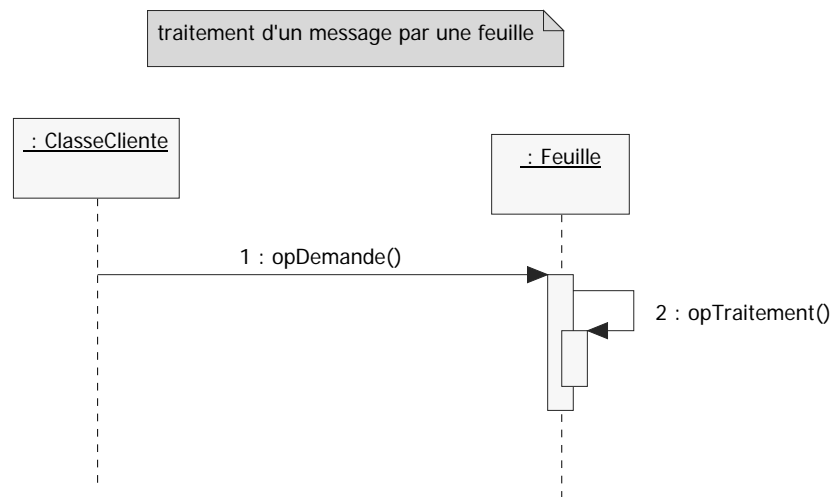 traitement d'un message par une feuille
: ClasseCliente
: Feuille
1 : opDemande()
2 : opTraitement()